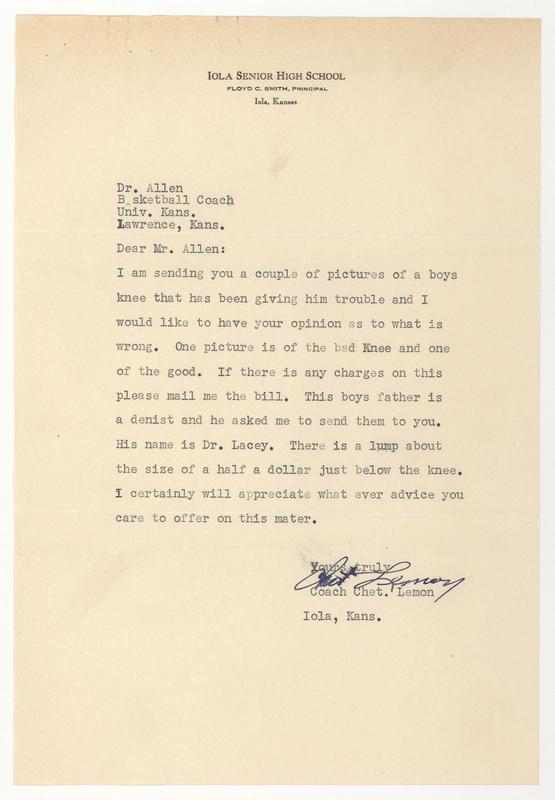 IOLA SENIOR HIGH SCHOOL
FLOYD C. SMITH, PRINCIPAL
Iola, Kansas
Dr. Allen
Basketball Coach
Univ. Kans.
Lawrence, Kans.
Dear Mr. Allen:
I am sending you a couple of pictures of a boys
knee that has been giving him trouble and I
would like to have your opinion as to what is
wrong. One picture is of the bad Knee and one
of the good. If there is any charges on this
please mail me the bill. This boys father is
a denist and he asked me to send them to you.
His name is Dr. Lacey. There is a lump about
the size of a half a dollar just below the knee.
I certainly will appreciate what ever advice you
care to offer on this mater.
Yours truly
Chet Lemon
Coach Chet. Lemon
Iola, Kans.